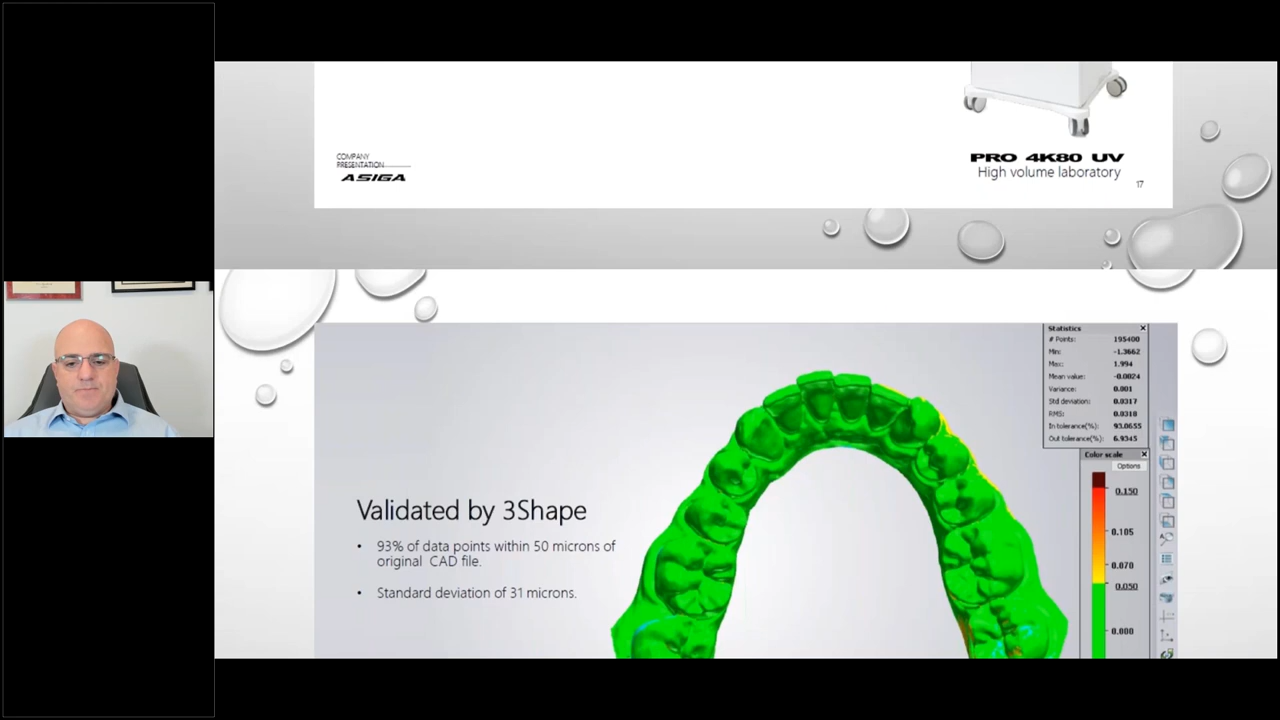 COMPANY
PRESENTATION
ASIGA
PRO 4K80 UV
High volume laboratory
17
Statistics
# Points: 195400
Min: -1.3662
Max: 1.994
Mean value: -0.0024
Variance: 0.001
Std deviation: 0.0317
RMS: 0.0318
In tolerance(%): 93.0655
Out tolerance(%): 6.9345
Color scale
Options
0.150
0.105
0.070
0.050
0.000
Validated by 3Shape
• 93% of data points within 50 microns of
original CAD file.
• Standard deviation of 31 microns.